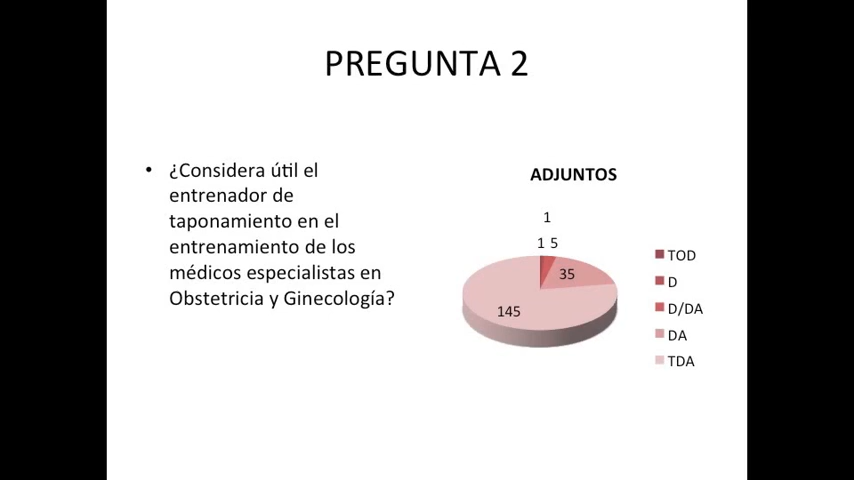 PREGUNTA 2
• ¿Considera útil el
entrenador de
taponamiento en el
entrenamiento de los
médicos especialistas en
Obstetricia y Ginecología?
ADJUNTOS
1
1 5
35
145
TOD
D
D/DA
DA
TDA